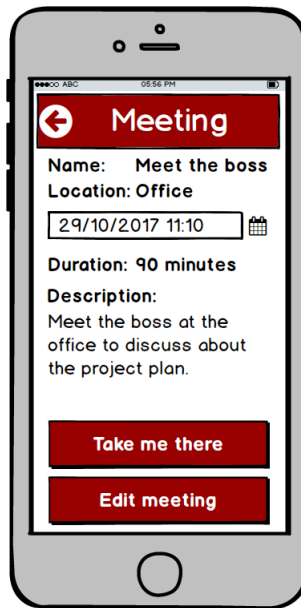 ABC 05:56 PM
Meeting
Name: Meet the boss
Location: Office
29/10/2017 11:10
Duration: 90 minutes
Description:
Meet the boss at the
office to discuss about
the project plan.
Take me there
Edit meeting